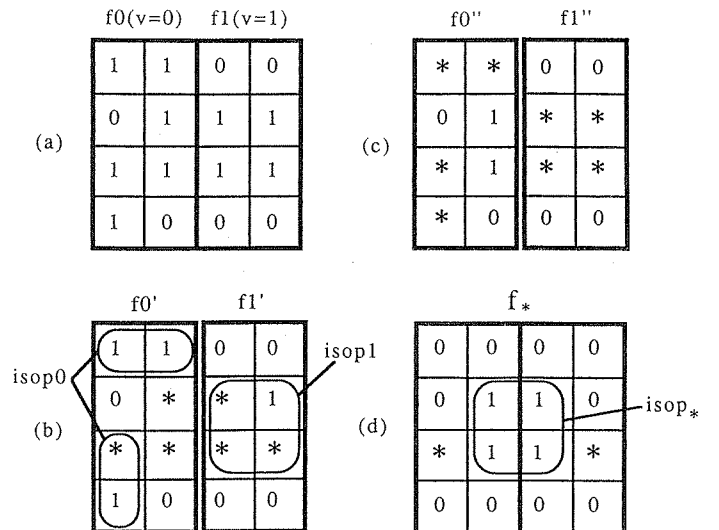 f0(v=0) f1(v=1)
1 1 0 0
0 1 1 1
1 1 1 1
1 0 0 0
(a)
f0'' f1''
* * 0 0
0 1 * *
* 1 * *
* 0 0 0
(c)
f0' f1'
1 1 0 0
0 * * 1
* * * *
1 0 0 0
isop0
isop1
(b)
f*
0 0 0 0
0 1 1 0
* 1 1 *
0 0 0 0
isop*
(d)